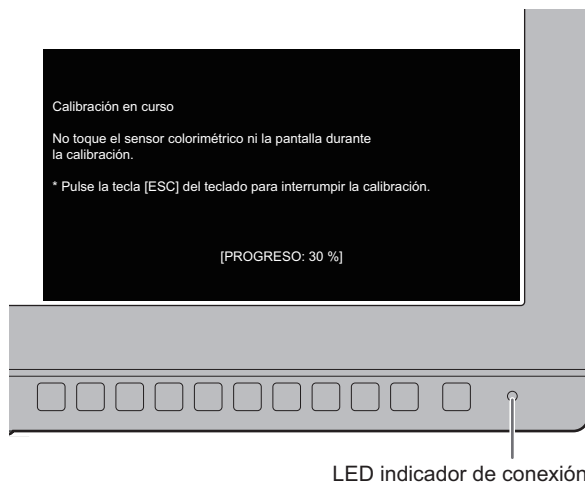 Calibración en curso
No toque el sensor colorimétrico ni la pantalla durante
la calibración.
* Pulse la tecla [ESC] del teclado para interrumpir la calibración.
[PROGRESO: 30 %]
LED indicador de conexión